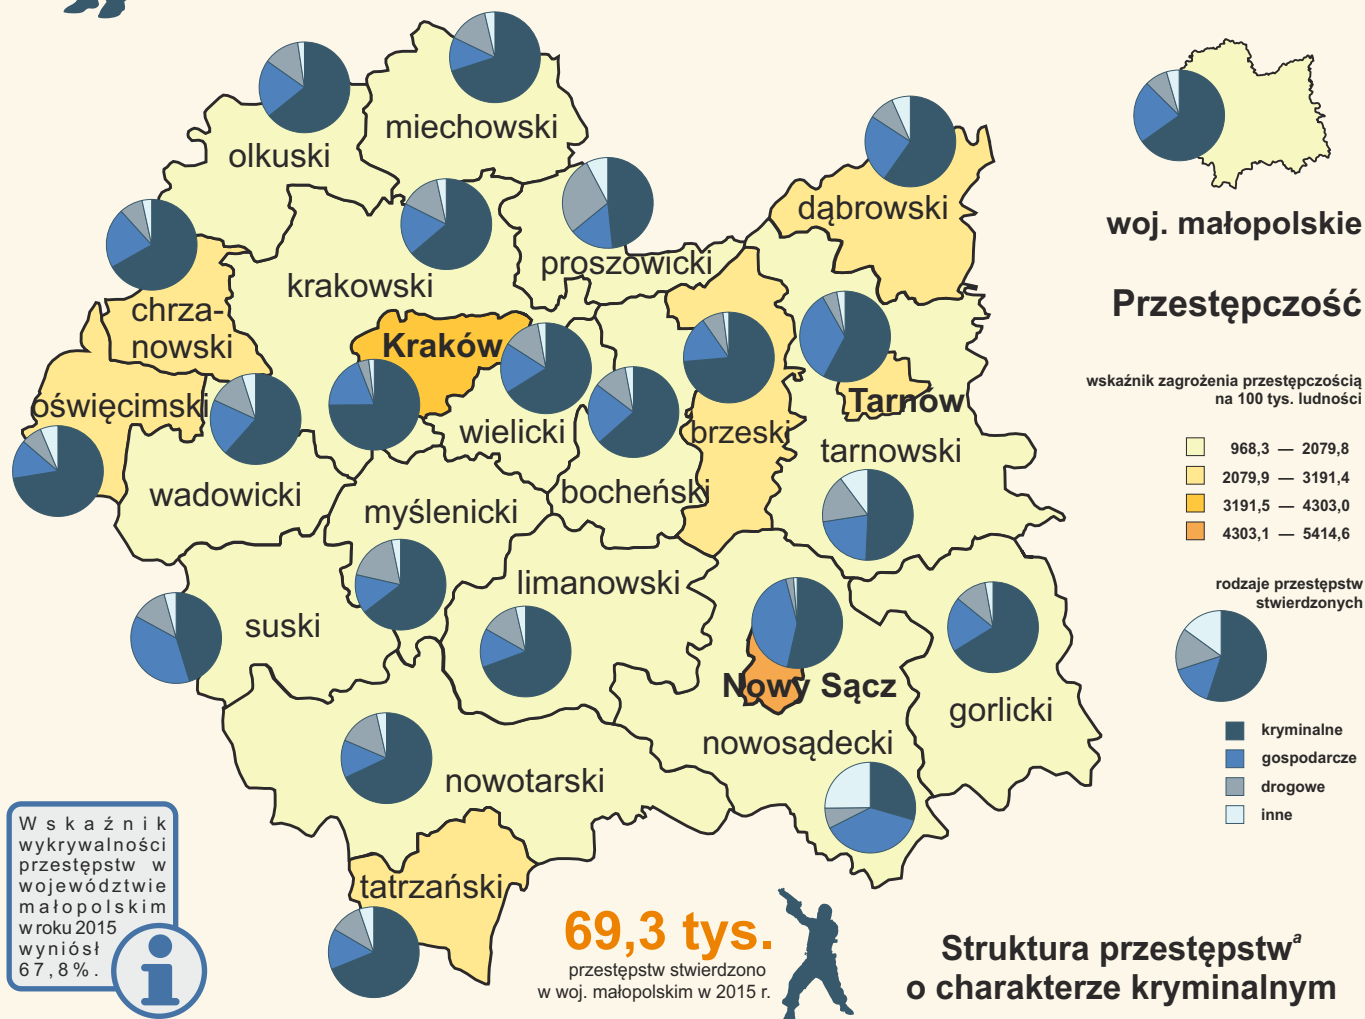 miechowski
olkuski
dąbrowski
woj. małopolskie
proszowicki
krakowski
chrza-
nowski
Przestępczość
Kraków
wskaźnik zagrożenia przestępczością
na 100 tys. ludności
oświęcimski
Tarnów
wielicki
brzeski
tarnowski
968,3 — 2079,8
2079,9 — 3191,4
3191,5 — 4303,0
4303,1 — 5414,6
wadowicki
bocheński
myślenicki
limanowski
rodzaje przestępstw
stwierdzonych
suski
Nowy Sącz
gorlicki
nowosądecki
kryminalne
gospodarcze
drogowe
inne
nowotarski
Wskaźnik
wykrywalności
przestępstw w
województwie
małopolskim
w roku 2015
wyniósł
67,8%.
tatrzański
69,3 tys.
przestępstw stwierdzono
w woj. małopolskim w 2015 r.
Struktura przestępstw^a
o charakterze kryminalnym